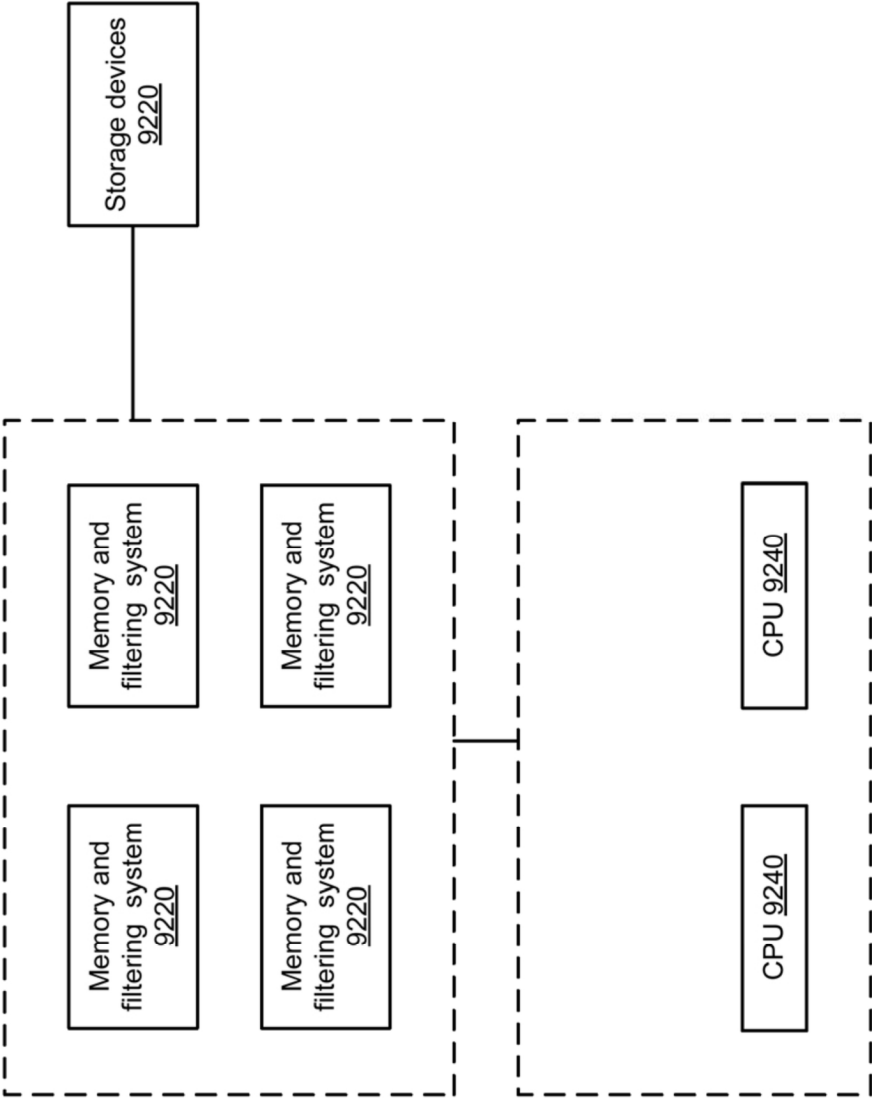 Memory and
filtering system
9220
Memory and
filtering system
9220
Storage devices
9220
Memory and
filtering system
9220
Memory and
filtering system
9220
CPU 9240
CPU 9240